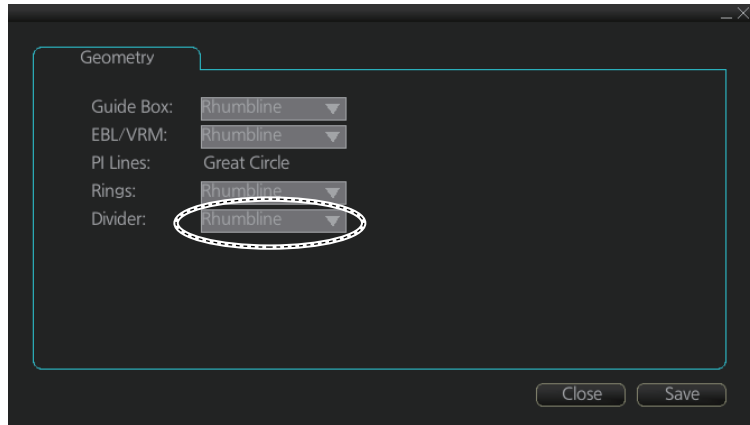 Geometry
Guide Box: Rhumbline
EBL/VRM: Rhumbline
PI Lines: Great Circle
Rings: Rhumbline
Divider: Rhumbline
Close Save